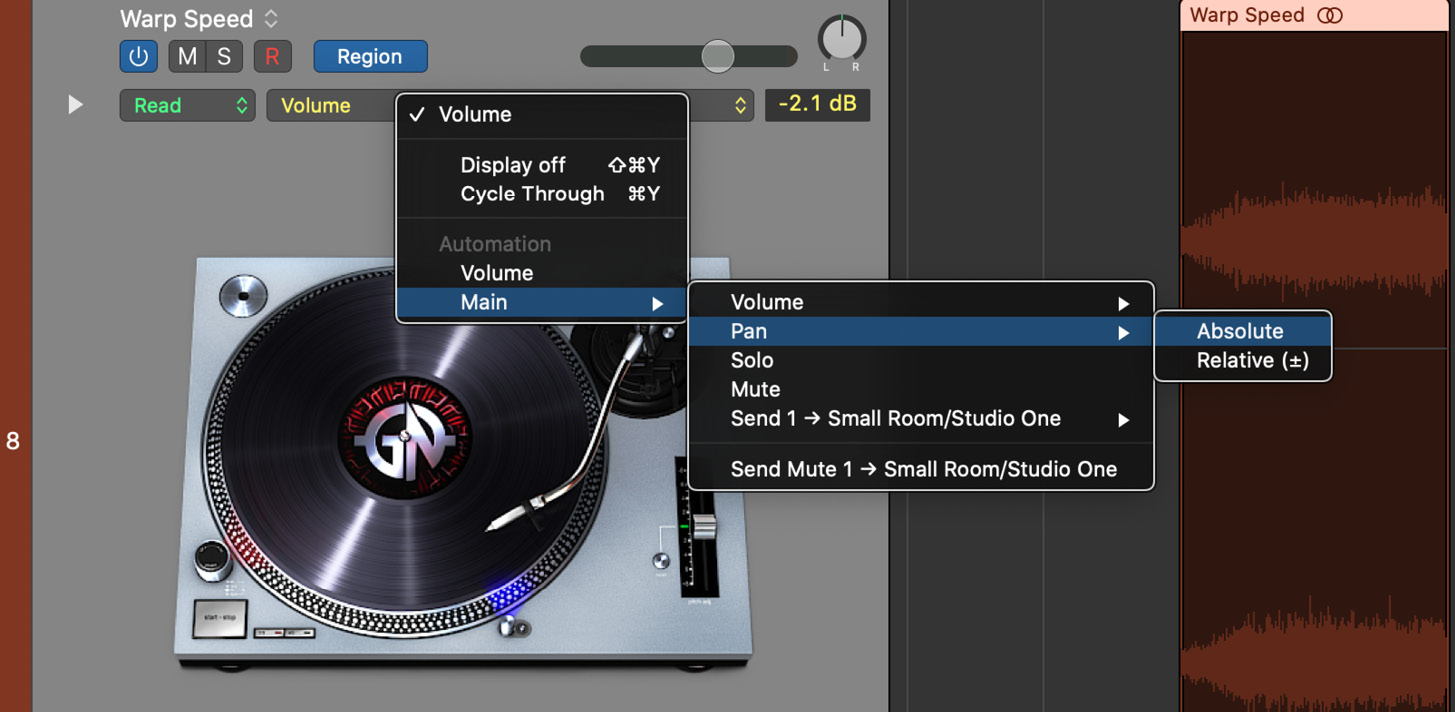 Warp Speed
M S R Region
L R
Read Volume -2.1 dB
✓ Volume
Display off ⇧⌘Y
Cycle Through ⌘Y
Automation
Volume
Main
Volume
Pan
Solo
Mute
Send 1 → Small Room/Studio One
Send Mute 1 → Small Room/Studio One
Absolute
Relative (±)
Warp Speed
8
GN
start • stop